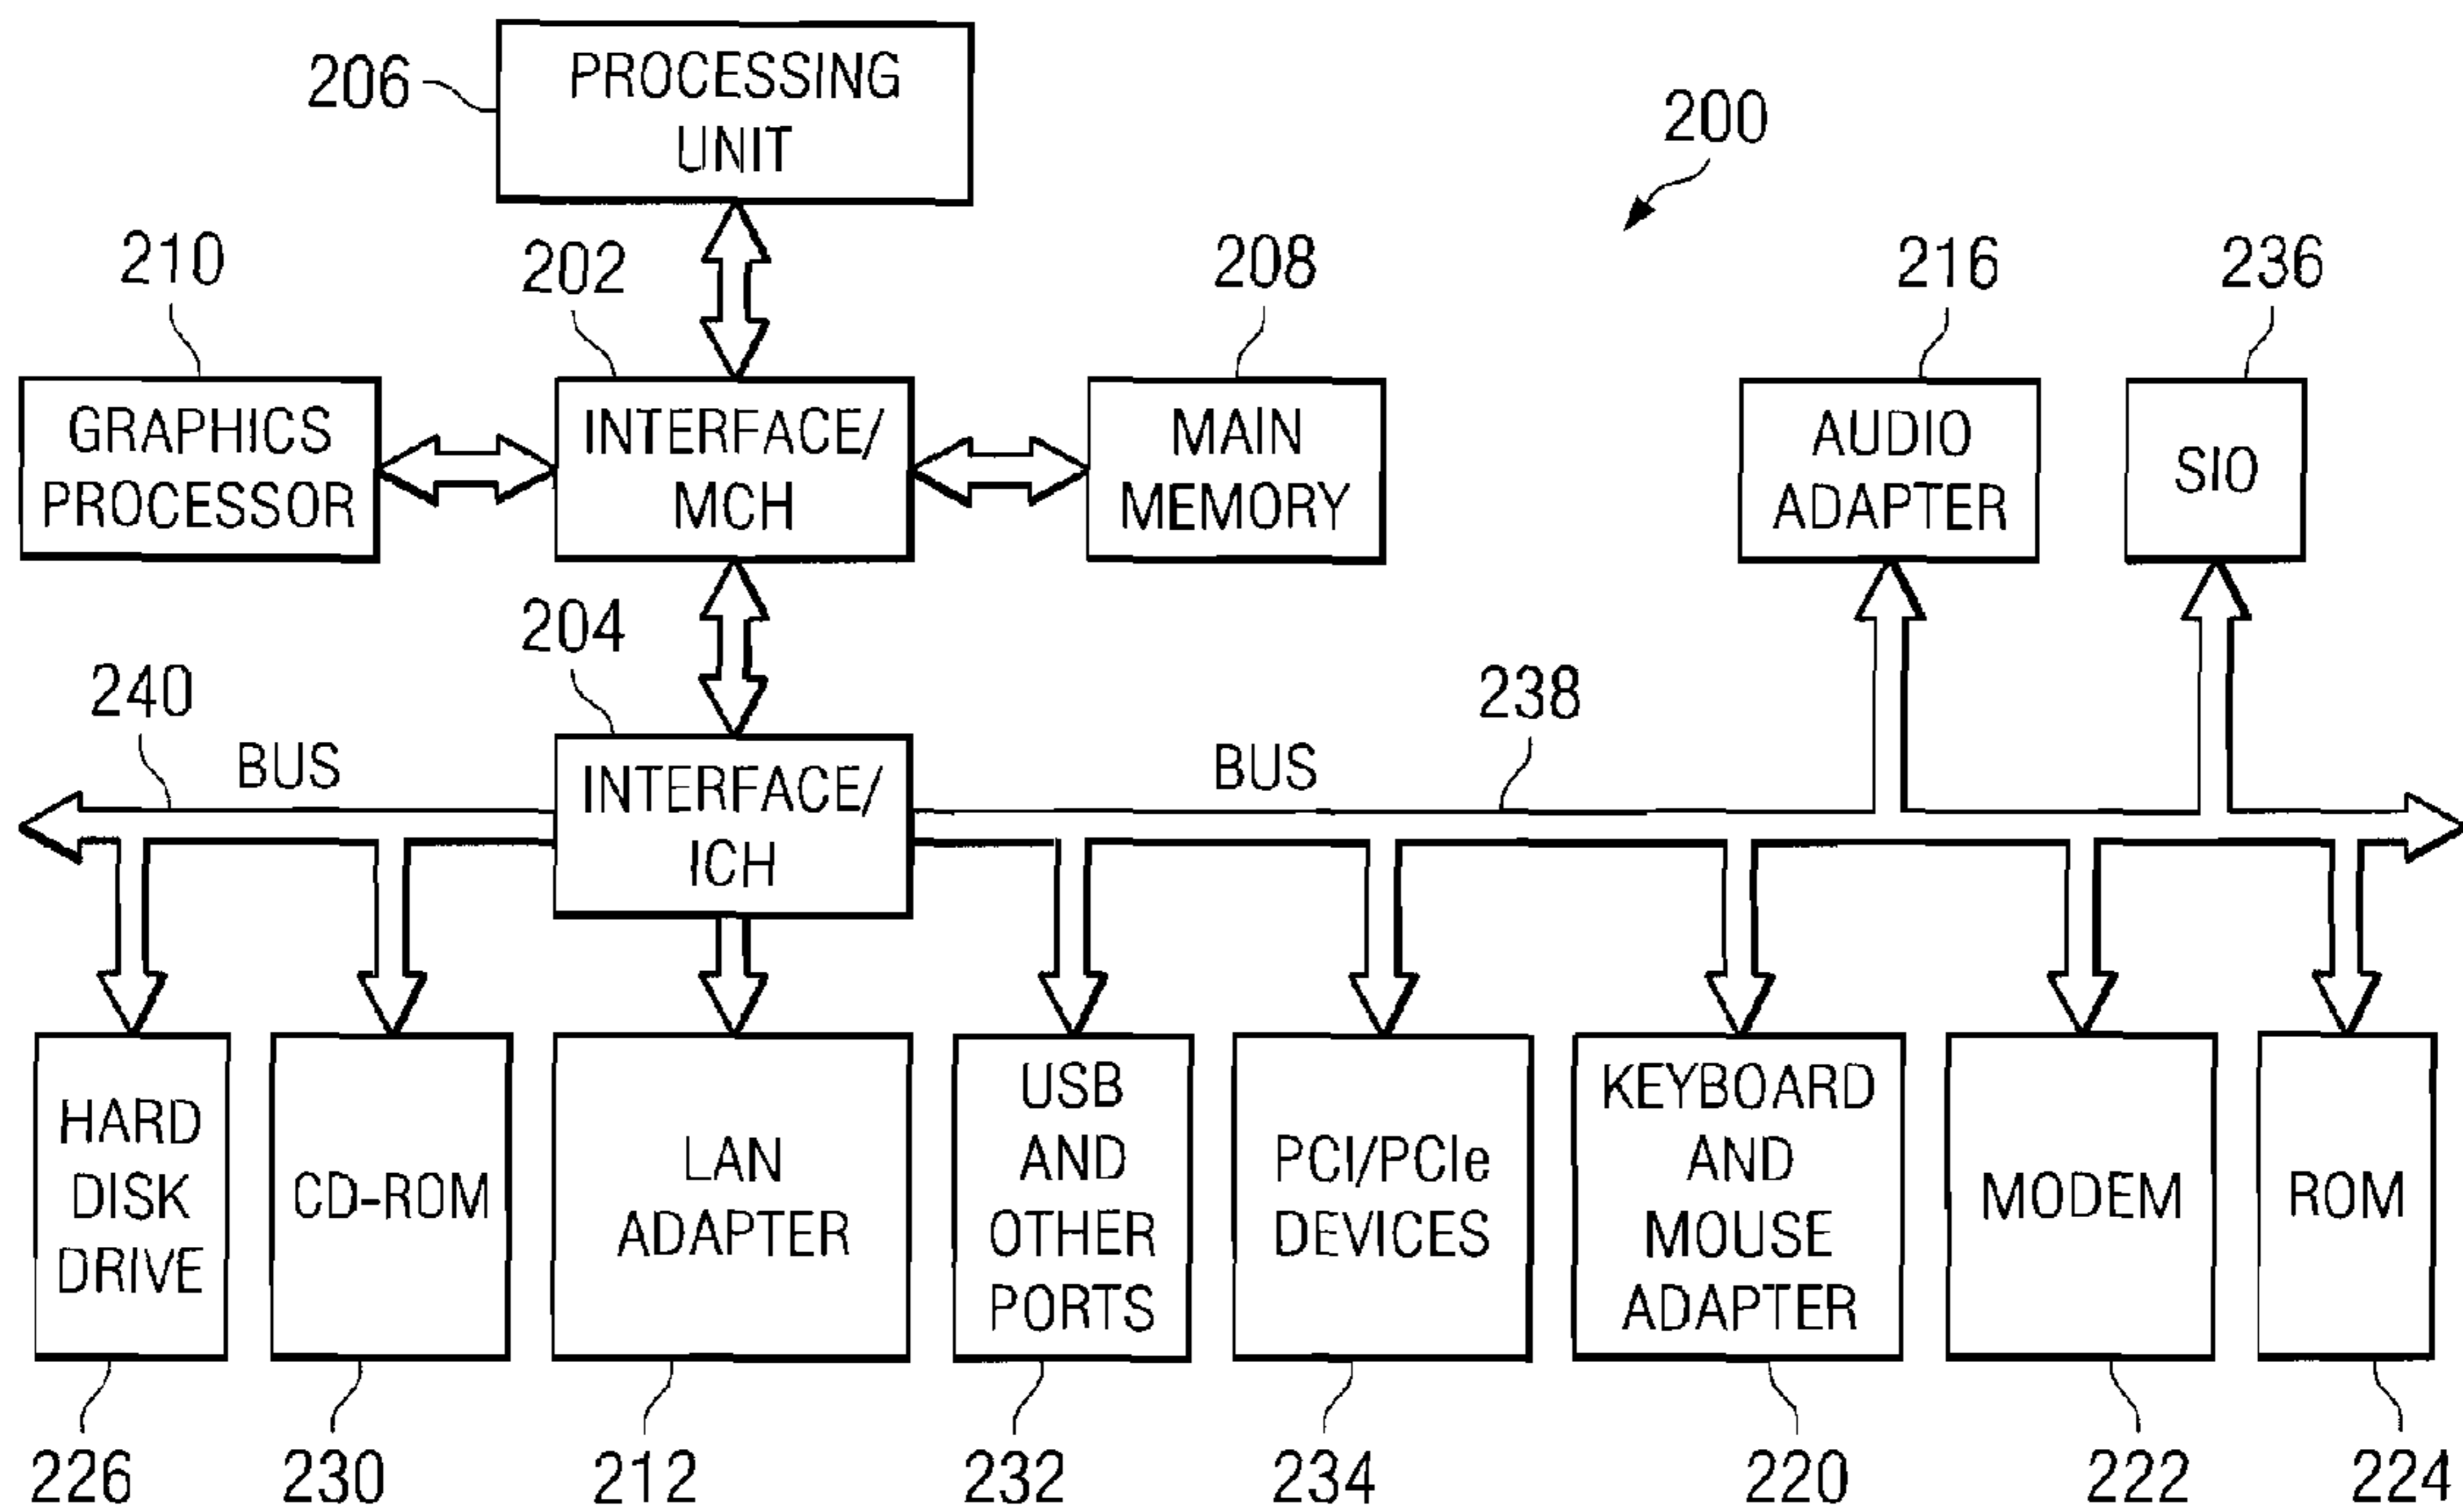 PROCESSING
UNIT
206
200
210
202
208
216
236
GRAPHICS
PROCESSOR
INTERFACE/
MCH
MAIN
MEMORY
AUDIO
ADAPTER
SIO
204
240
238
BUS
BUS
INTERFACE/
ICH
HARD
DISK
DRIVE
CD-ROM
LAN
ADAPTER
USB
AND
OTHER
PORTS
PCI/PCIe
DEVICES
KEYBOARD
AND
MOUSE
ADAPTER
MODEM
ROM
226
230
212
232
234
220
222
224